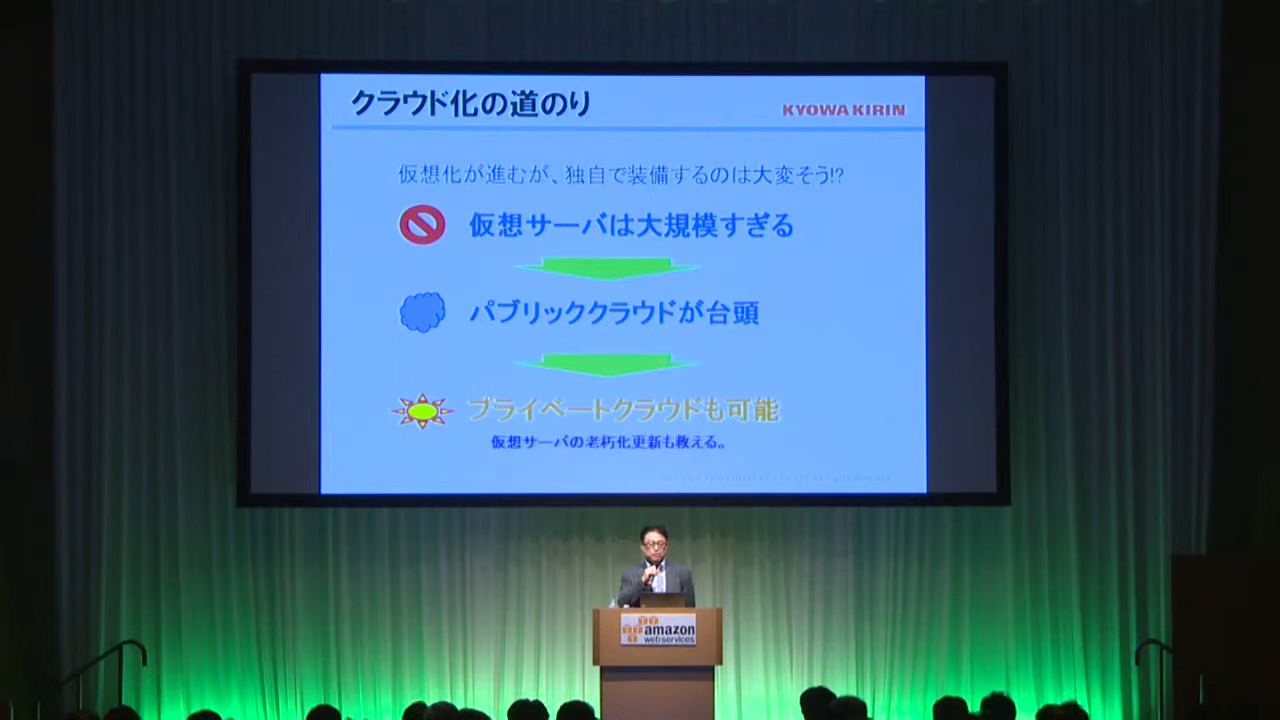 クラウド化の道のり
KYOWA KIRIN
仮想化が進むが、独自で装備するのは大変そう!?
仮想サーバは大規模すぎる
パブリッククラウドが台頭
プライベートクラウドも可能
仮想サーバの老朽化更新も救える。
amazon
webservices